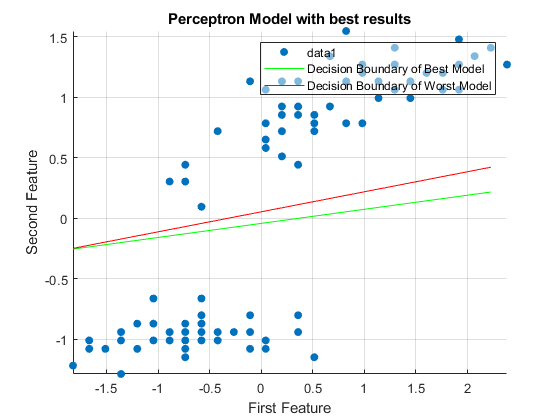 Perceptron Model with best results
data1
Decision Boundary of Best Model
Decision Boundary of Worst Model
1.5
1
0.5
0
-0.5
-1
Second Feature
-1.5
-1
-0.5
0
0.5
1
1.5
2
First Feature